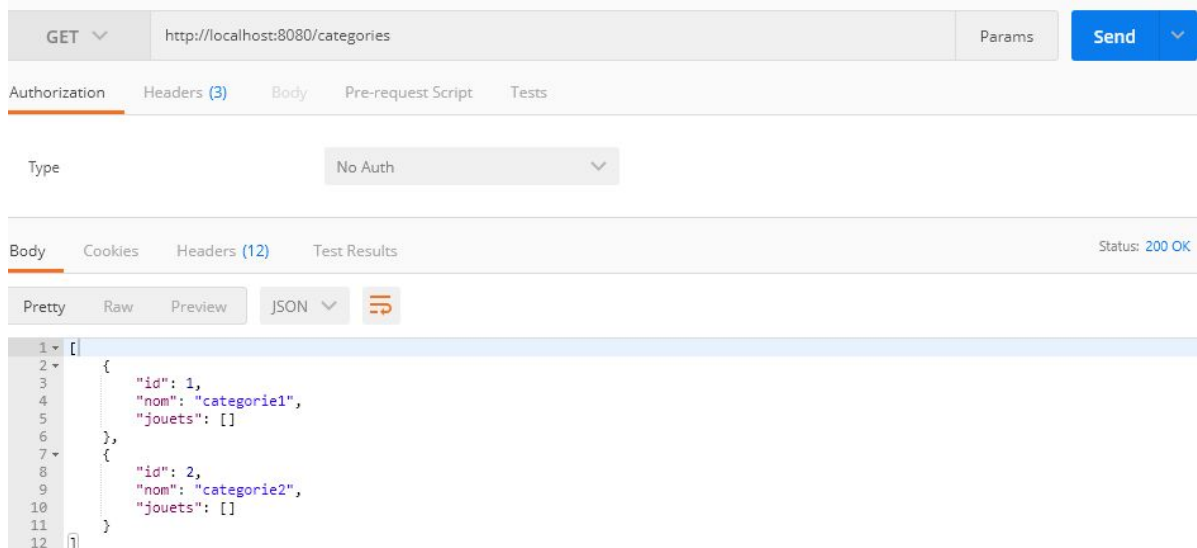 GET http://localhost:8080/categories Params Send
Authorization Headers (3) Body Pre-request Script Tests
Type No Auth
Body Cookies Headers (12) Test Results Status: 200 OK
Pretty Raw Preview JSON
1 [
2 {
3 "id": 1,
4 "nom": "categorie1",
5 "jouets": []
6 },
7 {
8 "id": 2,
9 "nom": "categorie2",
10 "jouets": []
11 }
12 ]